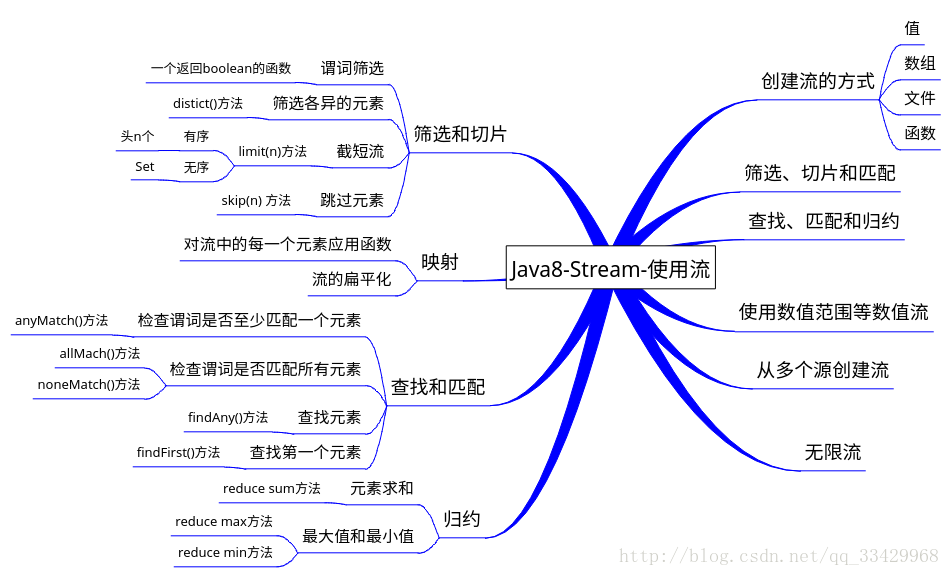 Java8-Stream-使用流
创建流的方式
值
数组
文件
函数
筛选、切片和匹配
查找、匹配和归约
使用数值范围等数值流
从多个源创建流
无限流
筛选和切片
谓词筛选
一个返回boolean的函数
筛选各异的元素
distict()方法
截短流
limit(n)方法
有序
头n个
无序
Set
跳过元素
skip(n) 方法
映射
对流中的每一个元素应用函数
流的扁平化
查找和匹配
检查谓词是否至少匹配一个元素
anyMatch()方法
检查谓词是否匹配所有元素
allMach()方法
noneMatch()方法
查找元素
findAny()方法
查找第一个元素
findFirst()方法
归约
元素求和
reduce sum方法
最大值和最小值
reduce max方法
reduce min方法
http://blog.csdn.net/qq_33429968